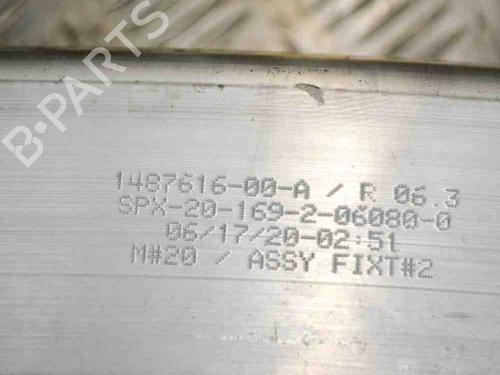 B-PARTS
1487616-00-A / R 06.3
SPX-20-169-2-06080-0
06/17/20-02:51
M#20 / ASSY FIXT#2